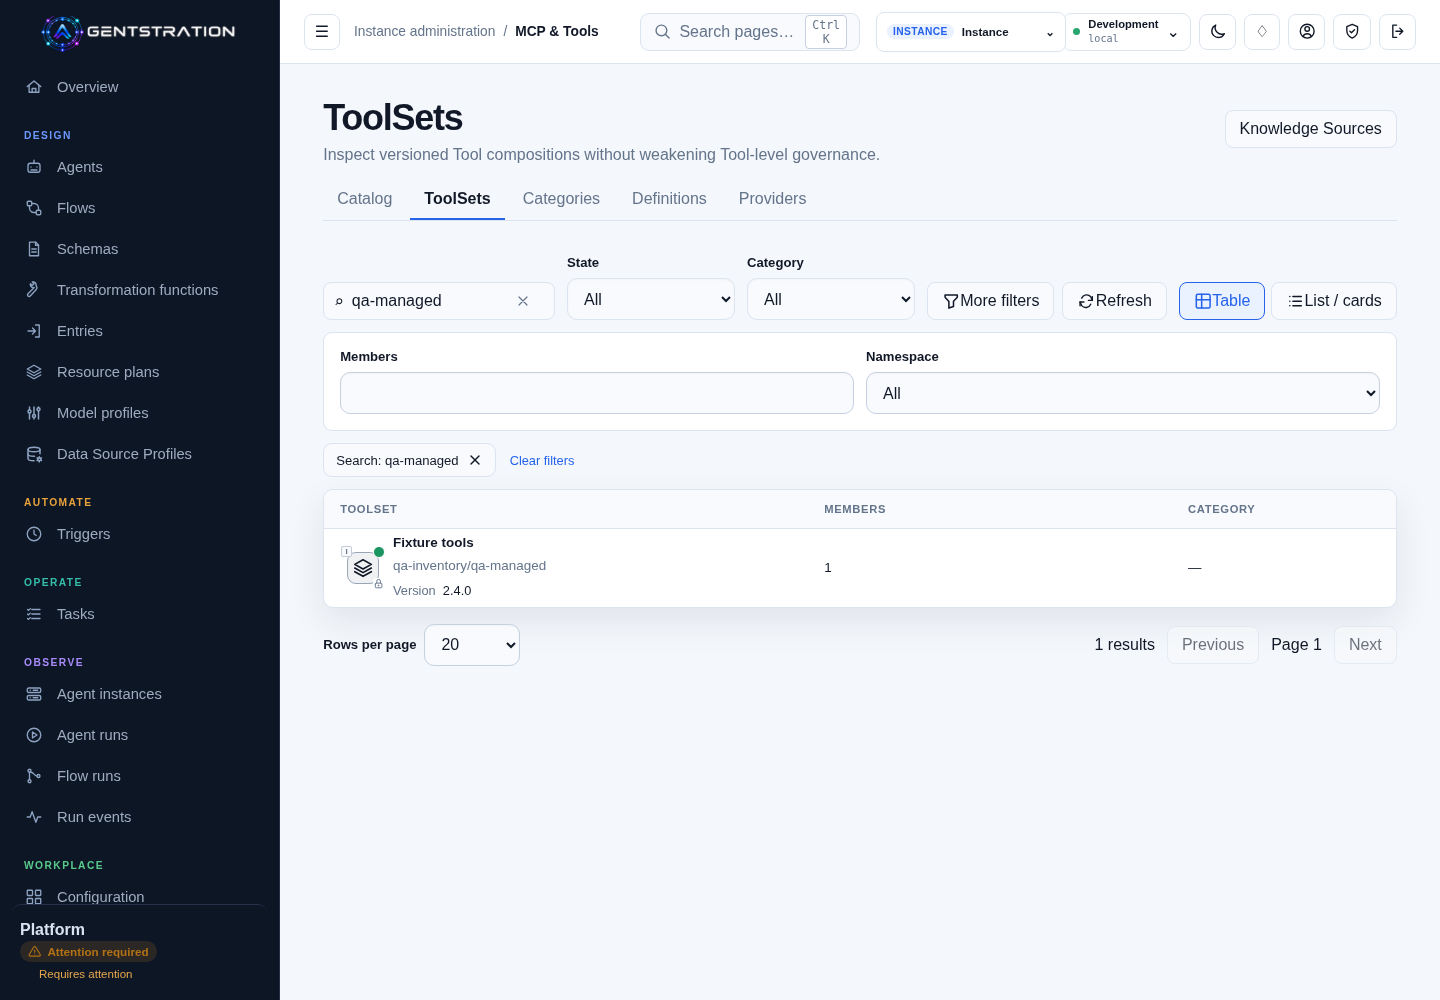 GENTSTRATION
Overview
DESIGN
Agents
Flows
Schemas
Transformation functions
Entries
Resource plans
Model profiles
Data Source Profiles
AUTOMATE
Triggers
OPERATE
Tasks
OBSERVE
Agent instances
Agent runs
Flow runs
Run events
WORKPLACE
Configuration
Platform
Attention required
Requires attention
Instance administration / MCP & Tools
Search pages…
Ctrl K
INSTANCE Instance
Development
local
ToolSets
Inspect versioned Tool compositions without weakening Tool-level governance.
Knowledge Sources
Catalog ToolSets Categories Definitions Providers
State Category
qa-managed All All More filters Refresh Table List / cards
Members Namespace
All
Search: qa-managed Clear filters
TOOLSET MEMBERS CATEGORY
I
Fixture tools
qa-inventory/qa-managed 1 —
Version 2.4.0
Rows per page 20 1 results Previous Page 1 Next